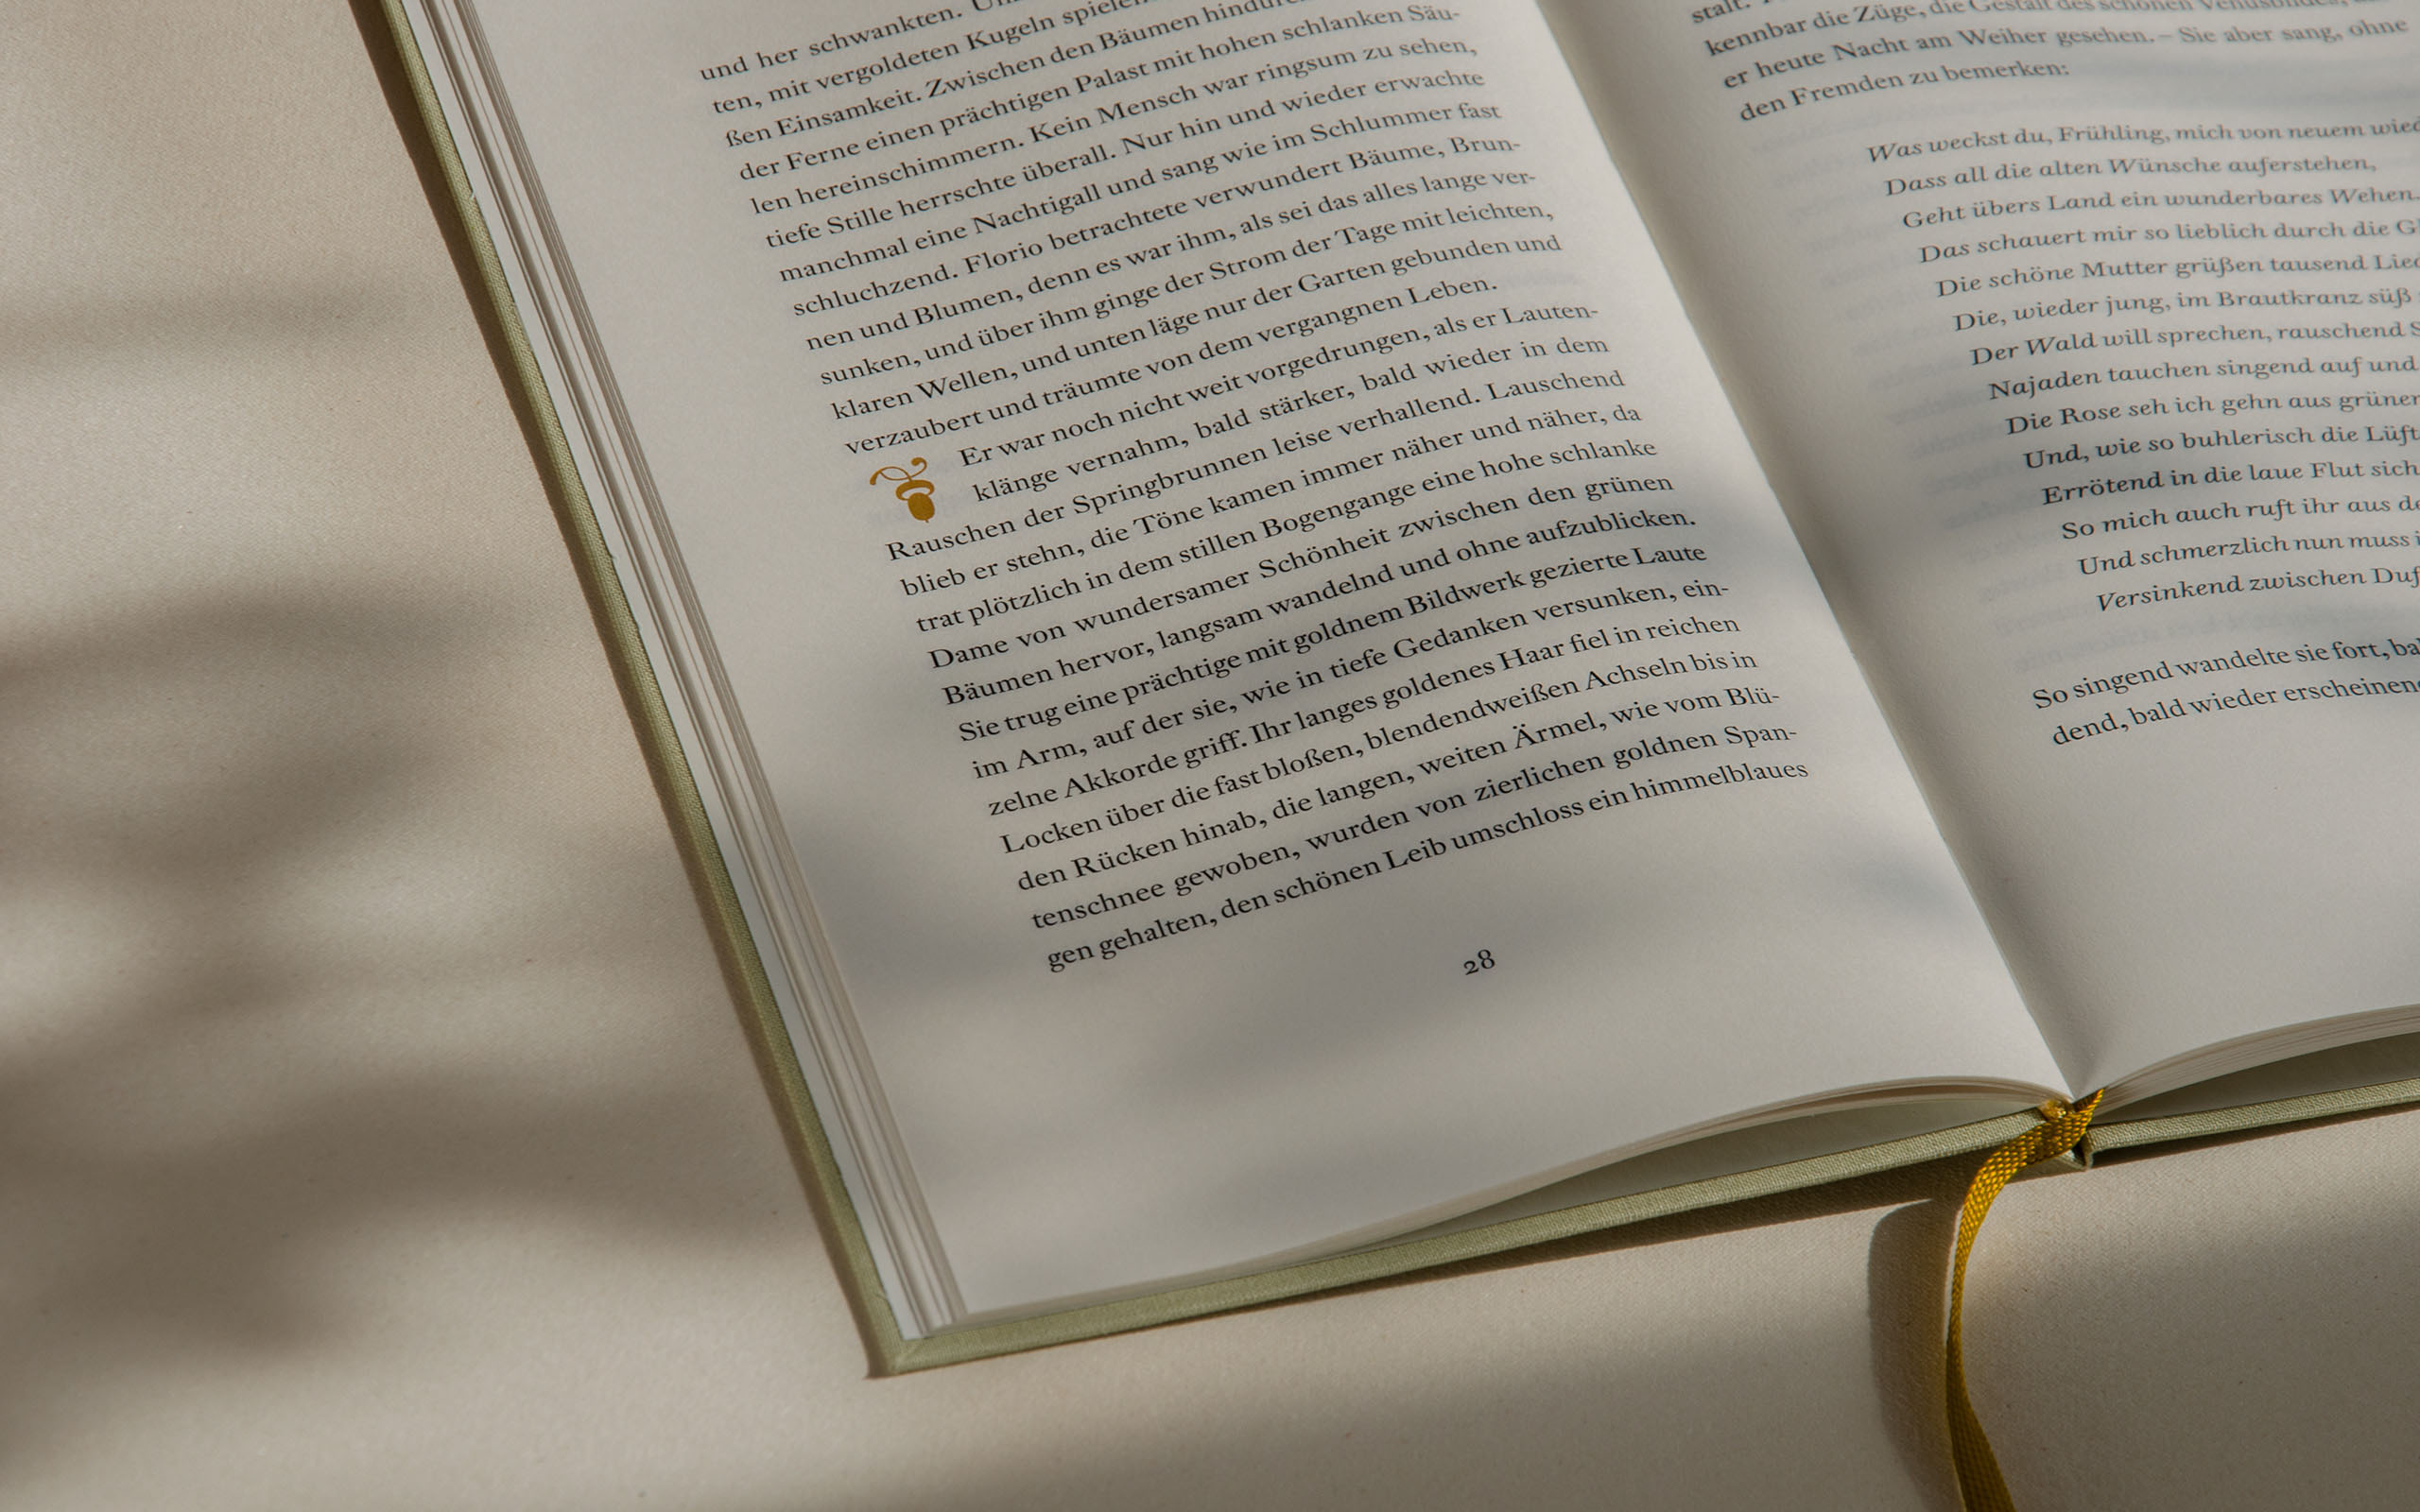 und her schwankten.
ten, mit vergoldeten Kugeln spielen
ßen Einsamkeit. Zwischen den Bäumen hindurch
der Ferne einen prächtigen Palast mit hohen schlanken Säu-
len hereinschimmern. Kein Mensch war ringsum zu sehen,
tiefe Stille herrschte überall. Nur hin und wieder erwachte
manchmal eine Nachtigall und sang wie im Schlummer fast
schluchzend. Florio betrachtete verwundert Bäume, Brun-
nen und Blumen, denn es war ihm, als sei das alles lange ver-
sunken, und über ihm ginge der Strom der Tage mit leichten,
klaren Wellen, und unten läge nur der Garten gebunden und
verzaubert und träumte von dem vergangnen Leben.
Er war noch nicht weit vorgedrungen, als er Lauten-
klänge vernahm, bald stärker, bald wieder in dem
Rauschen der Springbrunnen leise verhallend. Lauschend
blieb er stehn, die Töne kamen immer näher und näher, da
trat plötzlich in dem stillen Bogengange eine hohe schlanke
Dame von wundersamer Schönheit zwischen den grünen
Bäumen hervor, langsam wandelnd und ohne aufzublicken.
Sie trug eine prächtige mit goldnem Bildwerk gezierte Laute
im Arm, auf der sie, wie in tiefe Gedanken versunken, ein-
zelne Akkorde griff. Ihr langes goldenes Haar fiel in reichen
Locken über die fast bloßen, blendendweißen Achseln bis in
den Rücken hinab, die langen, weiten Ärmel, wie vom Blü-
tenschnee gewoben, wurden von zierlichen goldnen Span-
gen gehalten, den schönen Leib umschloss ein himmelblaues
28
stalt.
kennbar die Züge, die Gestalt des schönen Venusbildes,
er heute Nacht am Weiher gesehen. – Sie aber sang, ohne
den Fremden zu bemerken:
Was weckst du, Frühling, mich von neuem wied
Dass all die alten Wünsche auferstehen,
Geht übers Land ein wunderbares Wehen.
Das schauert mir so lieblich durch die Gl
Die schöne Mutter grüßen tausend Lied
Die, wieder jung, im Brautkranz süß
Der Wald will sprechen, rauschend S
Najaden tauchen singend auf und
Die Rose seh ich gehn aus grüner
Und, wie so buhlerisch die Lüft
Errötend in die laue Flut sich
So mich auch ruft ihr aus de
Und schmerzlich nun muss i
Versinkend zwischen Duf
So singend wandelte sie fort, bal
dend, bald wieder erscheinend